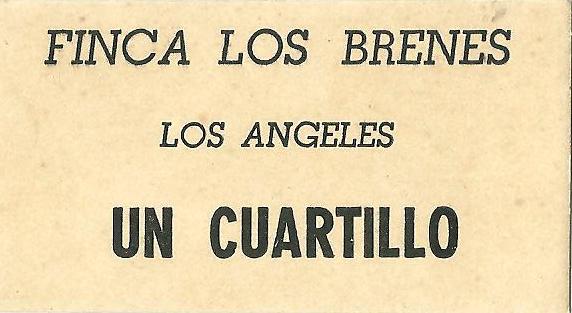 FINCA LOS BRENES
LOS ANGELES
UN CUARTILLO